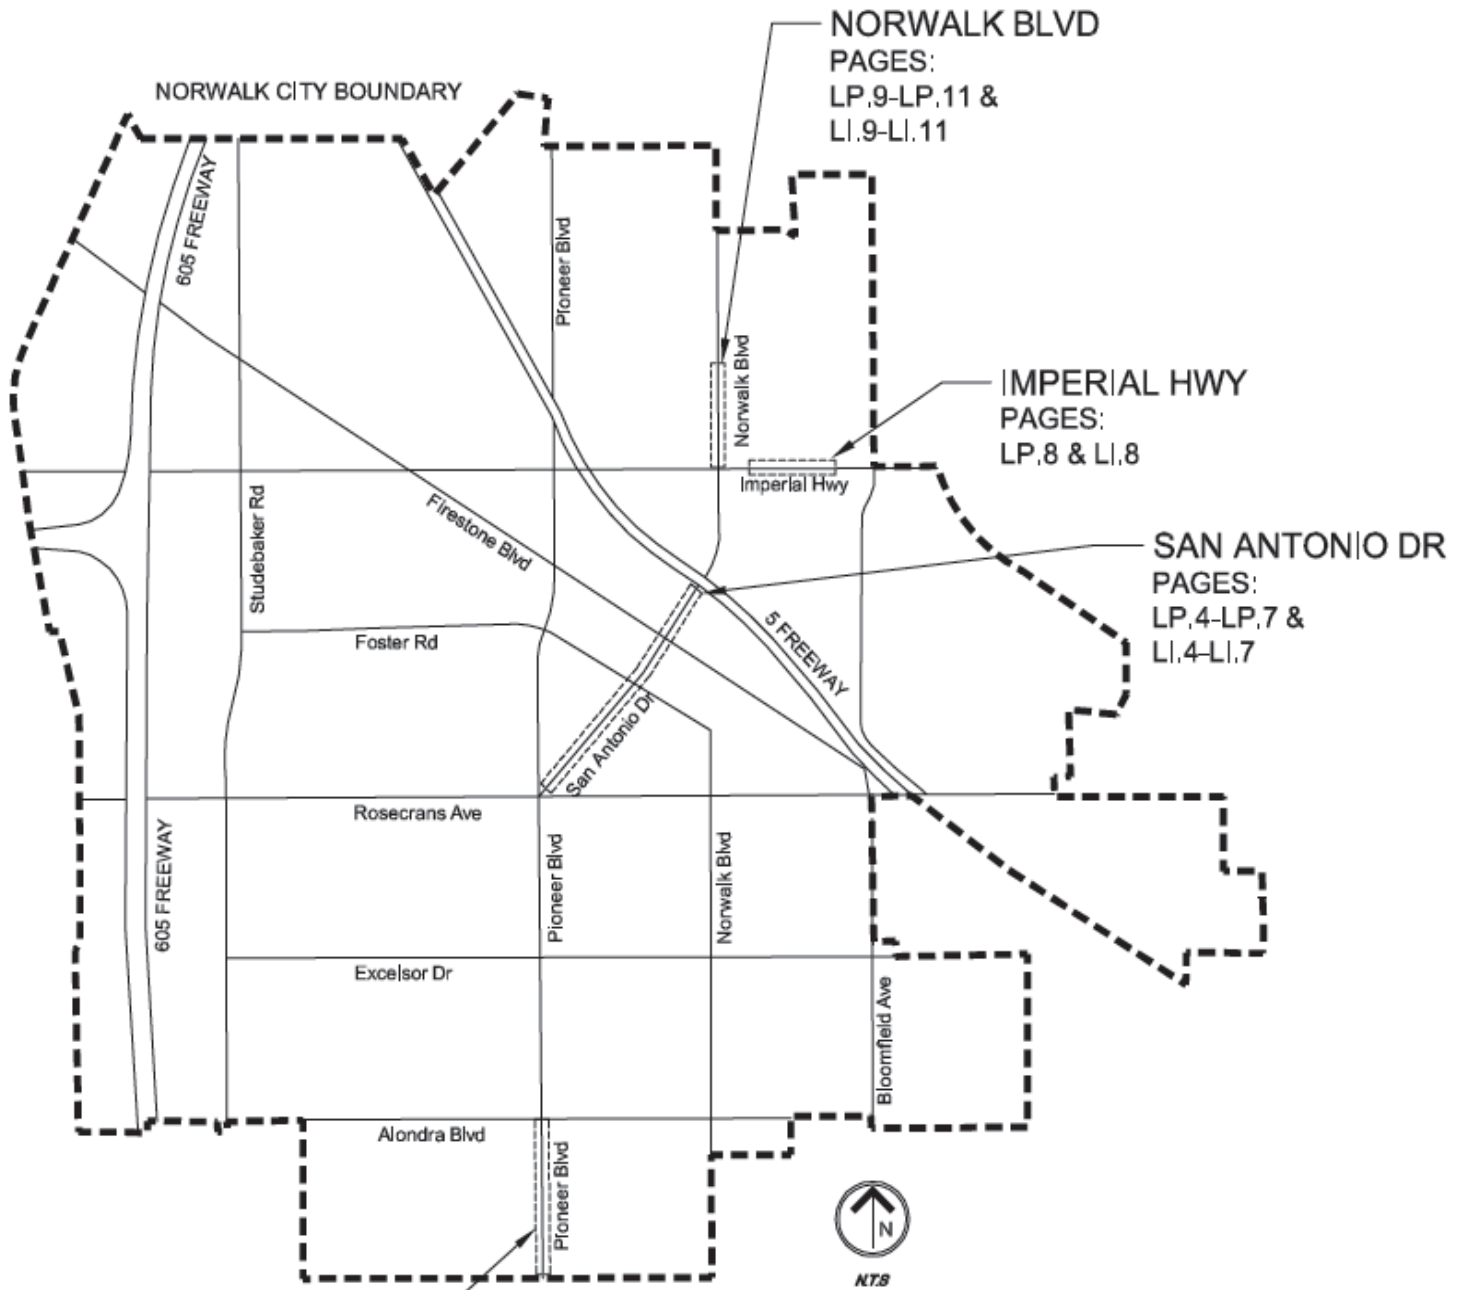 NORWALK BLVD
PAGES:
LP.9-LP.11 &
LI.9-LI.11
NORWALK CITY BOUNDARY
605 FREEWAY
Pioneer Blvd
Norwalk Blvd
IMPERIAL HWY
PAGES:
LP.8 & LI.8
Imperial Hwy
Studebaker Rd
Firestone Blvd
SAN ANTONIO DR
PAGES:
LP.4-LP.7 &
LI.4-LI.7
5 FREEWAY
Foster Rd
San Antonio Dr
Rosecrans Ave
605 FREEWAY
Pioneer Blvd
Norwalk Blvd
Excelsor Dr
Bloomfield Ave
Alondra Blvd
Pioneer Blvd
N
N.T.S